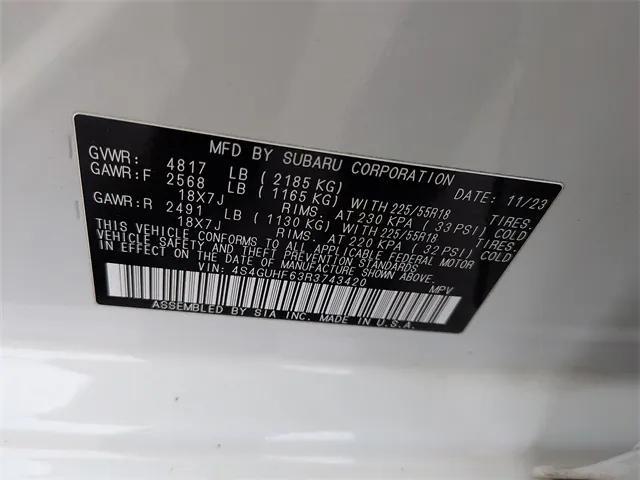 MFD BY SUBARU CORPORATION DATE: 11/23
GVWR: 4817 LB (2185 KG)
GAWR:F 2568 LB (1165 KG) WITH 225/55R18 TIRES.
18X7J RIMS. AT 230 KPA ( 33 PSI) COLD
GAWR:R 2491 LB (1130 KG) WITH 225/55R18 TIRES.
18X7J RIMS. AT 220 KPA ( 32 PSI) COLD
THIS VEHICLE CONFORMS TO ALL APPLICABLE FEDERAL MOTOR
VEHICLE SAFETY AND THEFT PREVENTION STANDARDS
IN EFFECT ON THE DATE OF MANUFACTURE SHOWN ABOVE.
VIN: 4S4GUHF63R3743420 MPV
ASSEMBLED BY SIA INC. MADE IN U.S.A.